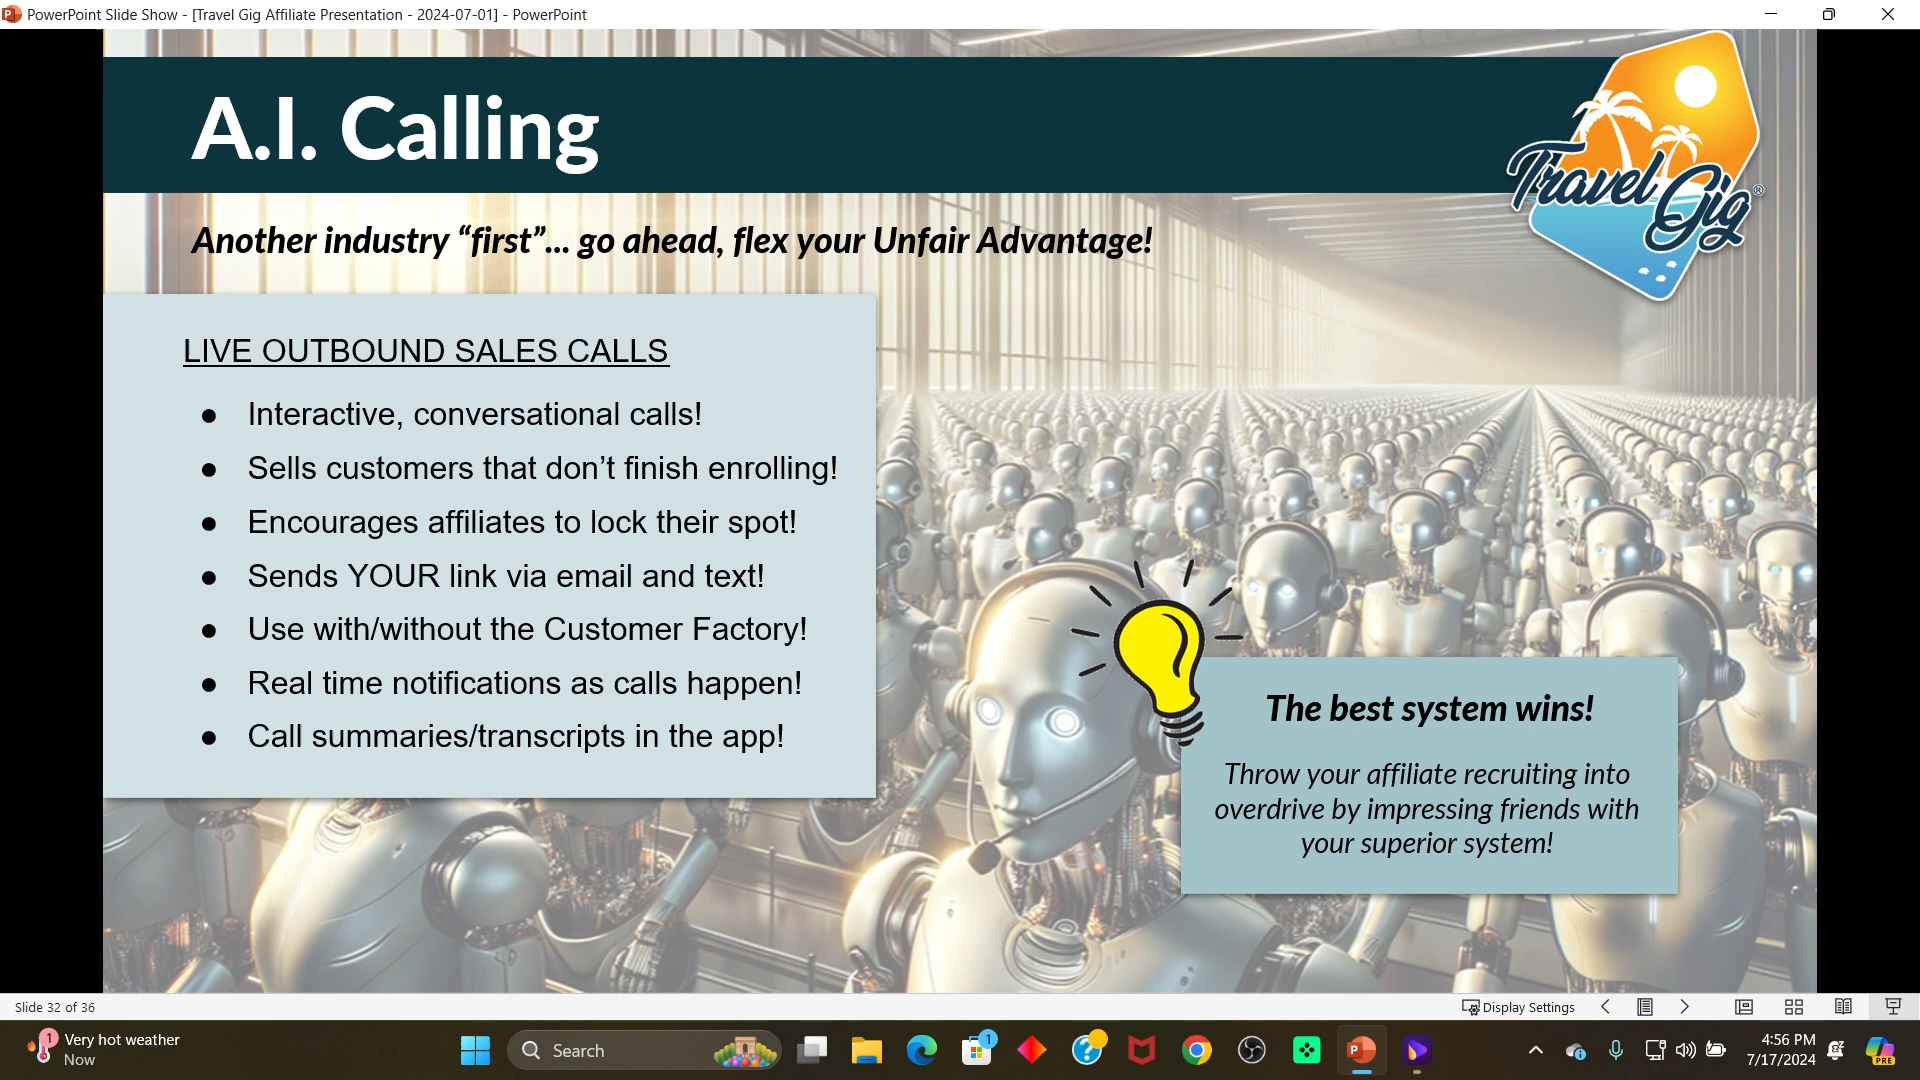 PowerPoint Slide Show - [Travel Gig Affiliate Presentation - 2024-07-01] - PowerPoint
A.I. Calling
Travel Gig®
Another industry “first”... go ahead, flex your Unfair Advantage!
LIVE OUTBOUND SALES CALLS
● Interactive, conversational calls!
● Sells customers that don’t finish enrolling!
● Encourages affiliates to lock their spot!
● Sends YOUR link via email and text!
● Use with/without the Customer Factory!
● Real time notifications as calls happen!
● Call summaries/transcripts in the app!
The best system wins!
Throw your affiliate recruiting into
overdrive by impressing friends with
your superior system!
Slide 32 of 36
Display Settings
1
Very hot weather
Now
Search
1
4:56 PM
7/17/2024
PRE